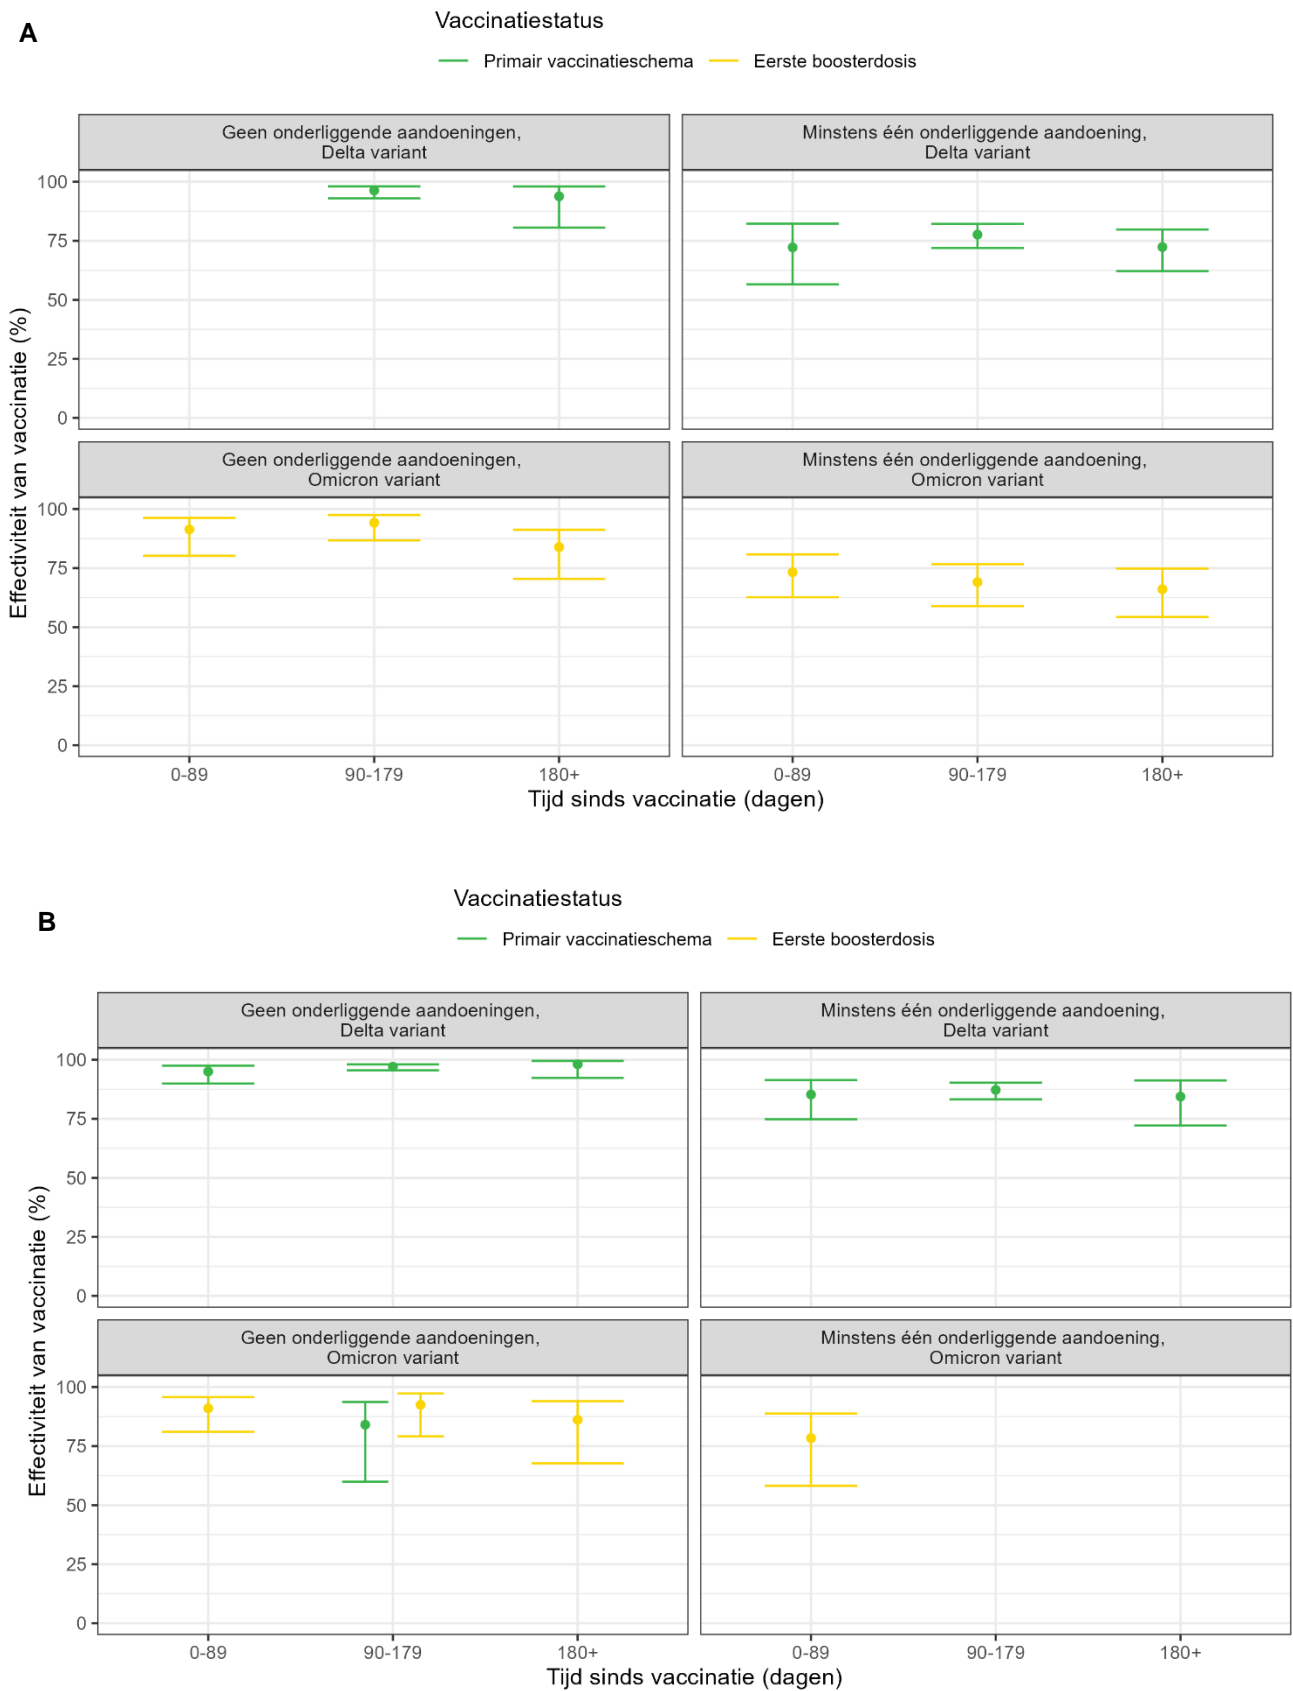 A
Vaccinatiestatus
Primair vaccinatieschema Eerste boosterdosis
Geen onderliggende aandoeningen,
Delta variant
Minstens één onderliggende aandoening,
Delta variant
100
75
50
25
0
Geen onderliggende aandoeningen,
Omicron variant
Minstens één onderliggende aandoening,
Omicron variant
100
75
50
25
0
Effectiviteit van vaccinatie (%)
0-89 90-179 180+ 0-89 90-179 180+
Tijd sinds vaccinatie (dagen)
B
Vaccinatiestatus
Primair vaccinatieschema Eerste boosterdosis
Geen onderliggende aandoeningen,
Delta variant
Minstens één onderliggende aandoening,
Delta variant
100
75
50
25
0
Geen onderliggende aandoeningen,
Omicron variant
Minstens één onderliggende aandoening,
Omicron variant
100
75
50
25
0
Effectiviteit van vaccinatie (%)
0-89 90-179 180+ 0-89 90-179 180+
Tijd sinds vaccinatie (dagen)